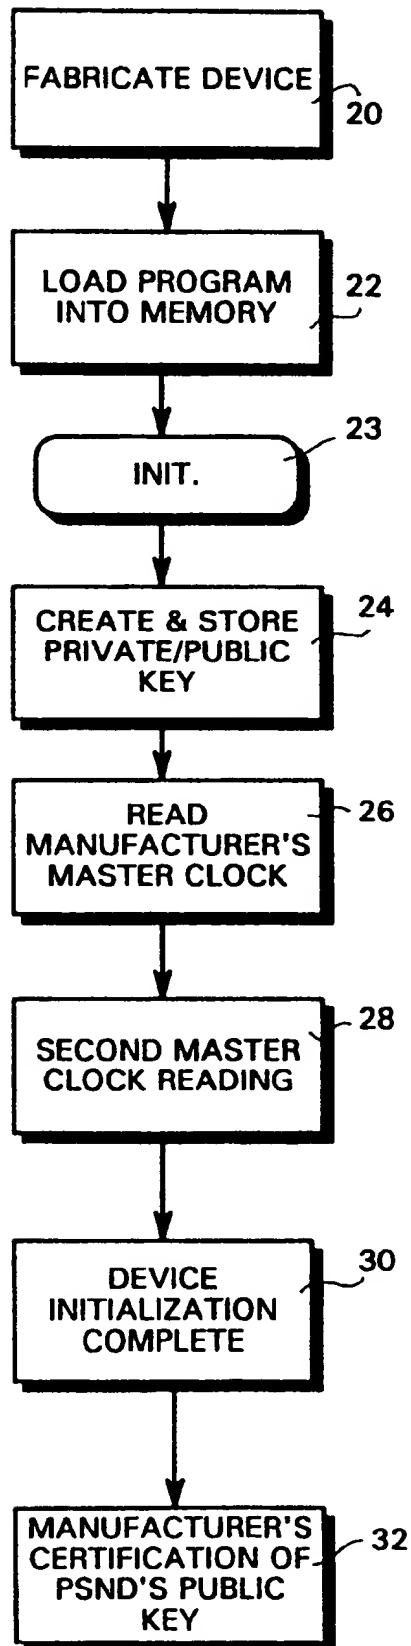 FABRICATE DEVICE
20
LOAD PROGRAM
INTO MEMORY
22
23
INIT.
CREATE & STORE
PRIVATE/PUBLIC
KEY
24
READ
MANUFACTURER'S
MASTER CLOCK
26
SECOND MASTER
CLOCK READING
28
DEVICE
INITIALIZATION
COMPLETE
30
MANUFACTURER'S
CERTIFICATION OF
PSND'S PUBLIC
KEY
32